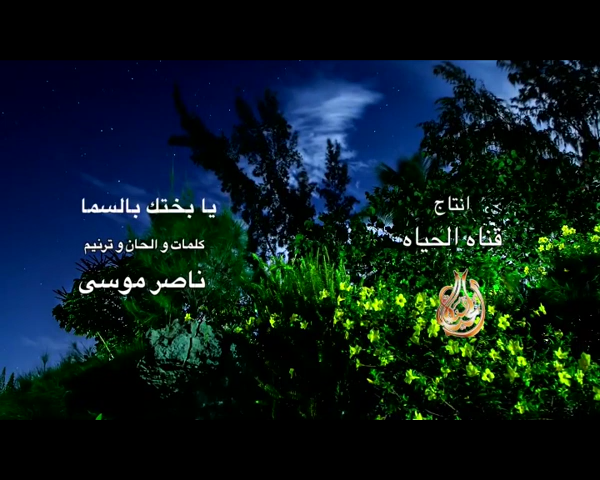 انتاج
قناه الحياه
يا بختك بالسما
كلمات و الحان و ترنيم
ناصر موسى